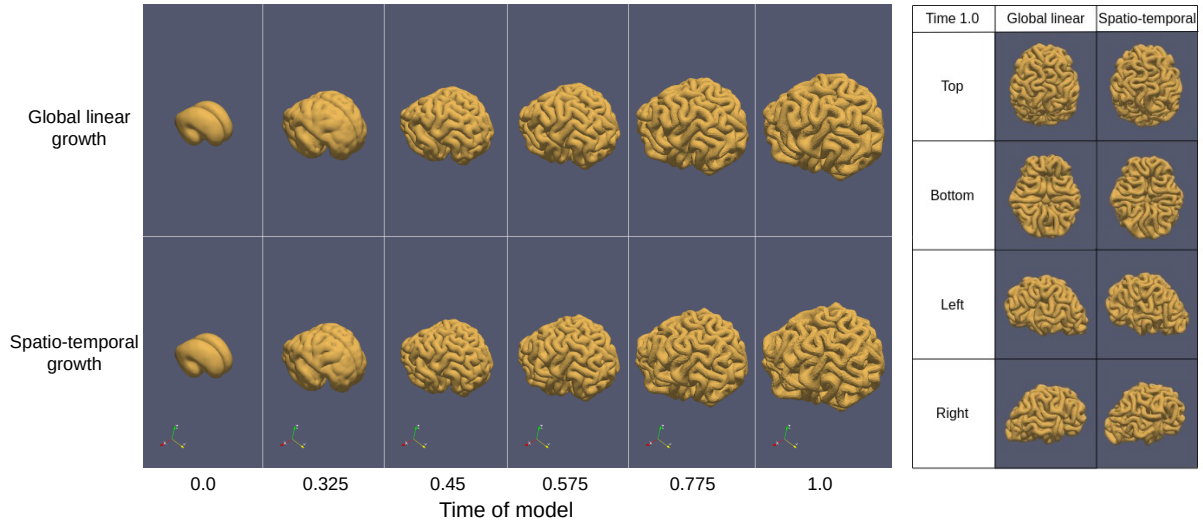 Global linear
growth
Spatio-temporal
growth
0.0 0.325 0.45 0.575 0.775 1.0
Time of model
Time 1.0 Global linear Spatio-temporal
Top
Bottom
Left
Right